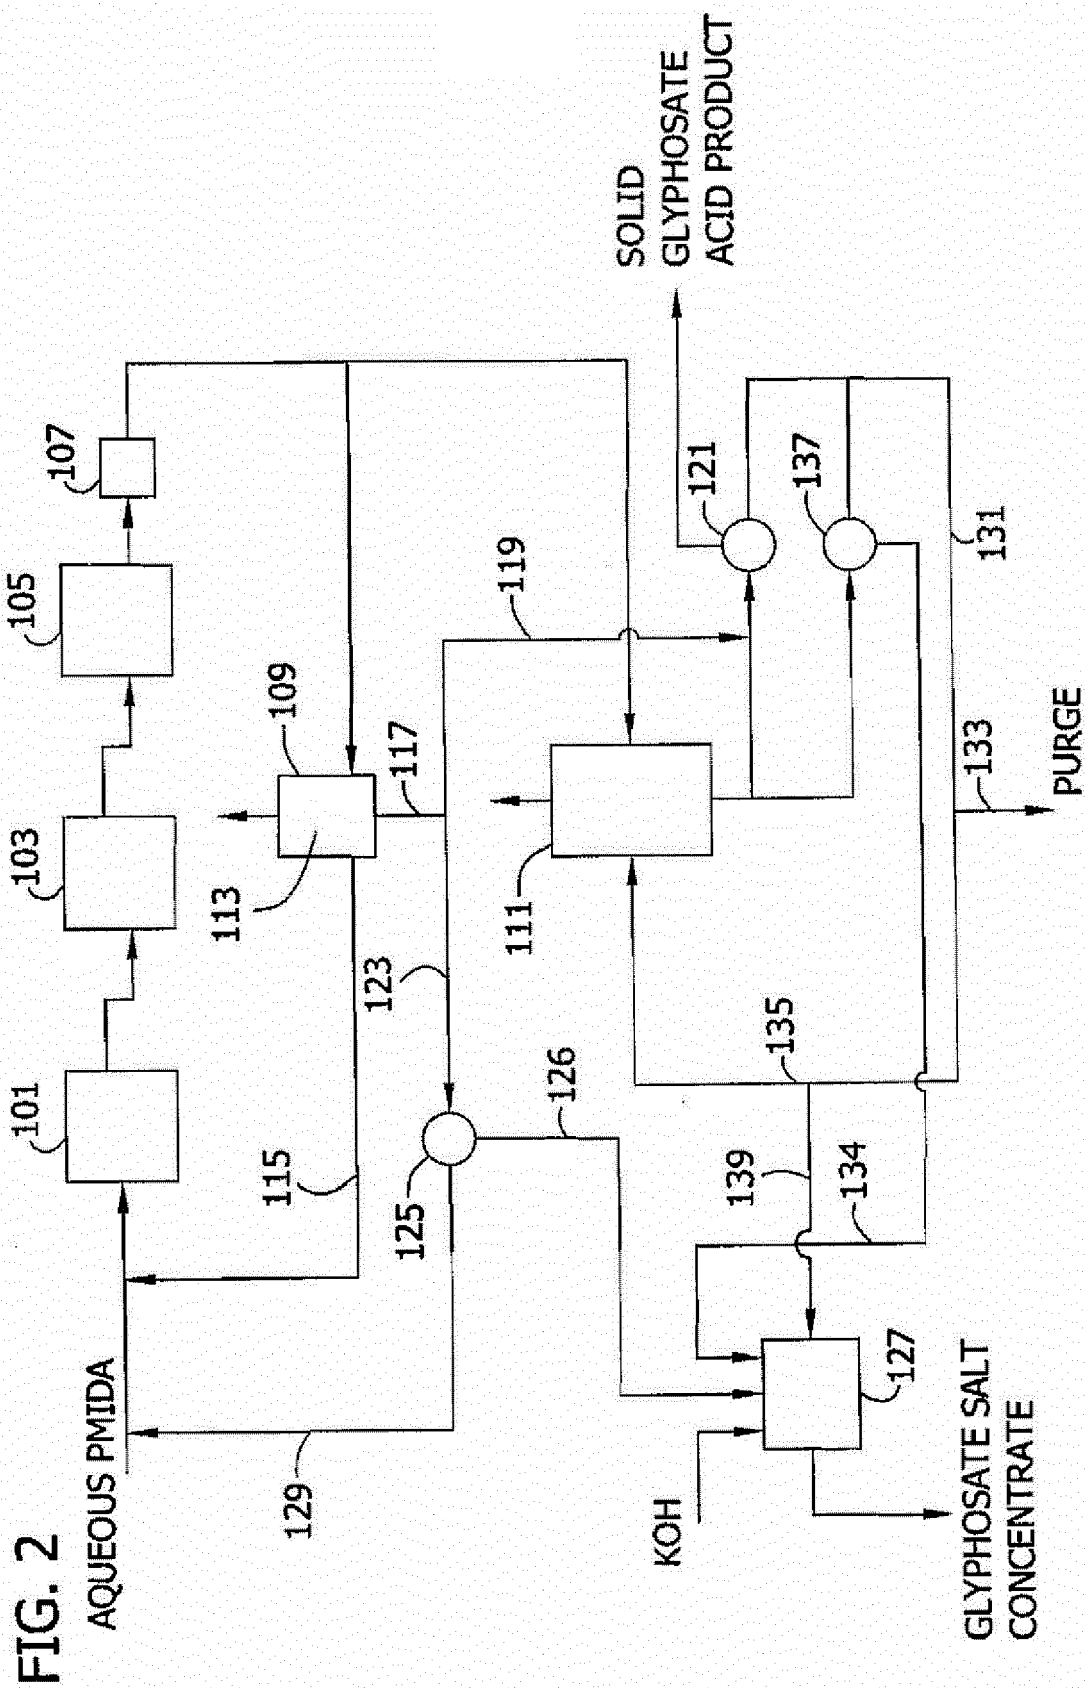 FIG. 2
AQUEOUS PMIDA
101
103
105
107
129
115
113
109
117
123
125
119
126
111
121
137
SOLID
GLYPHOSATE
ACID PRODUCT
KOH
127
139
134
135
131
133
PURGE
GLYPHOSATE SALT
CONCENTRATE